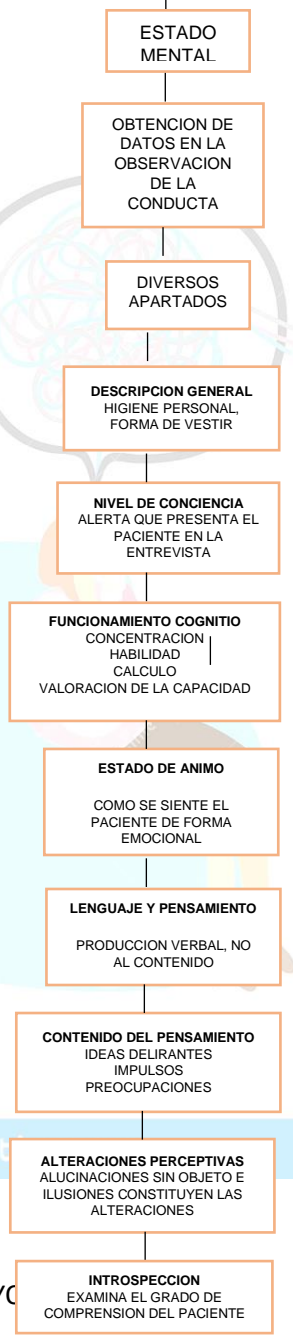 ESTADO
MENTAL
OBTENCION DE
DATOS EN LA
OBSERVACION
DE LA
CONDUCTA
DIVERSOS
APARTADOS
DESCRIPCION GENERAL
HIGIENE PERSONAL,
FORMA DE VESTIR
NIVEL DE CONCIENCIA
ALERTA QUE PRESENTA EL
PACIENTE EN LA
ENTREVISTA
FUNCIONAMIENTO COGNITIO
CONCENTRACION
HABILIDAD
CALCULO
VALORACION DE LA CAPACIDAD
ESTADO DE ANIMO
COMO SE SIENTE EL
PACIENTE DE FORMA
EMOCIONAL
LENGUAJE Y PENSAMIENTO
PRODUCCION VERBAL, NO
AL CONTENIDO
CONTENIDO DEL PENSAMIENTO
IDEAS DELIRANTES
IMPULSOS
PREOCUPACIONES
ALTERACIONES PERCEPTIVAS
ALUCINACIONES SIN OBJETO E
ILUSIONES CONSTITUYEN LAS
ALTERACIONES
INTROSPECCION
EXAMINA EL GRADO DE
COMPRENSION DEL PACIENTE